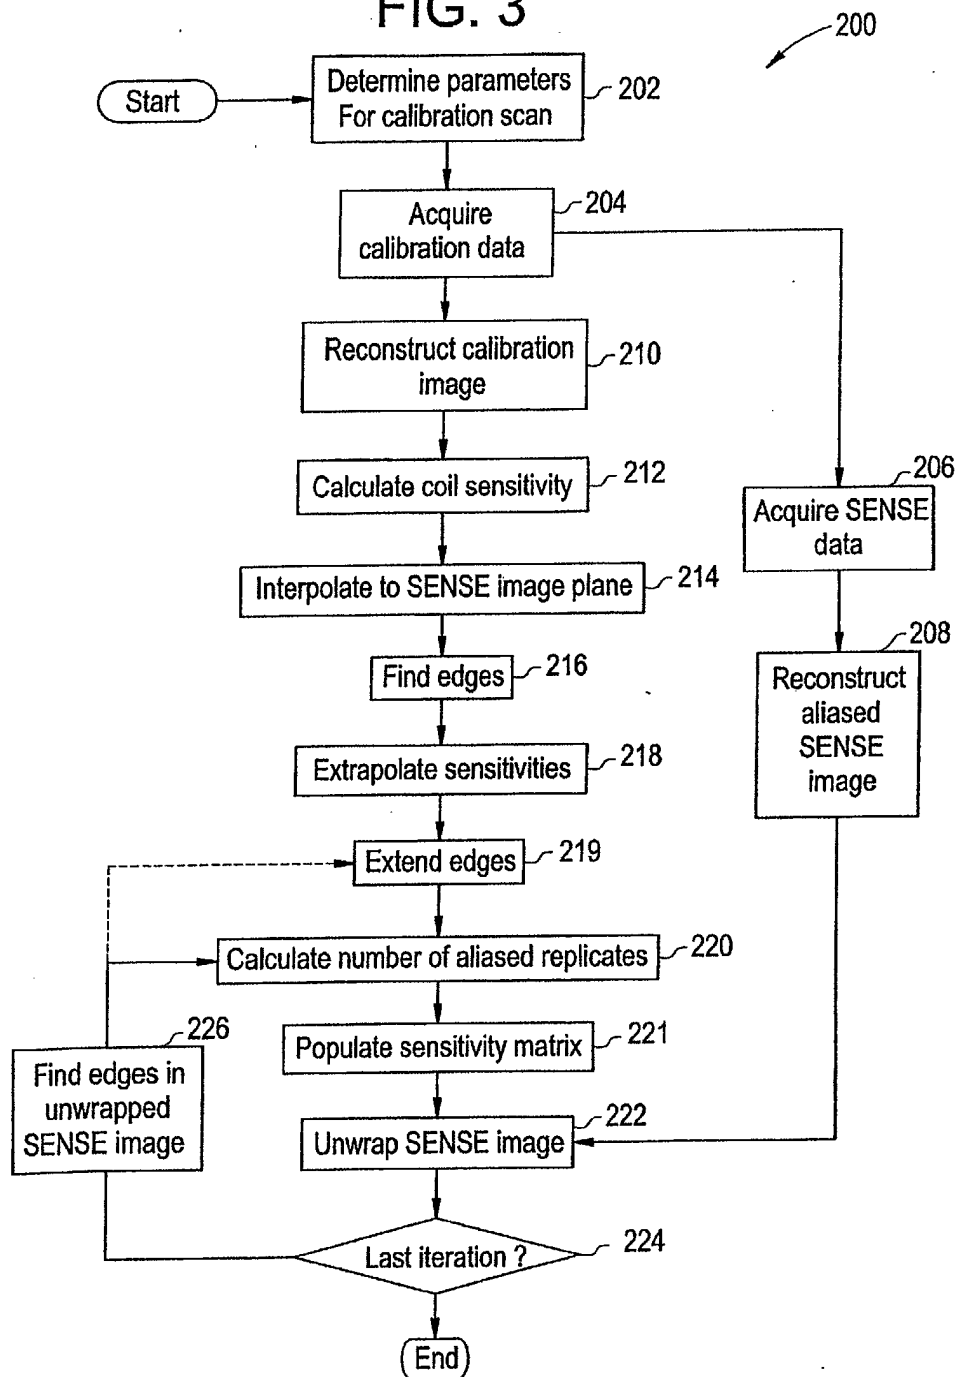 FIG. 3
200
Start
Determine parameters
For calibration scan
202
Acquire
calibration data
204
Reconstruct calibration
image
210
Calculate coil sensitivity
212
206
Acquire SENSE
data
Interpolate to SENSE image plane
214
208
Reconstruct
aliased
SENSE
image
Find edges
216
Extrapolate sensitivities
218
Extend edges
219
Calculate number of aliased replicates
220
Populate sensitivity matrix
221
226
Find edges in
unwrapped
SENSE image
Unwrap SENSE image
222
Last iteration ?
224
End